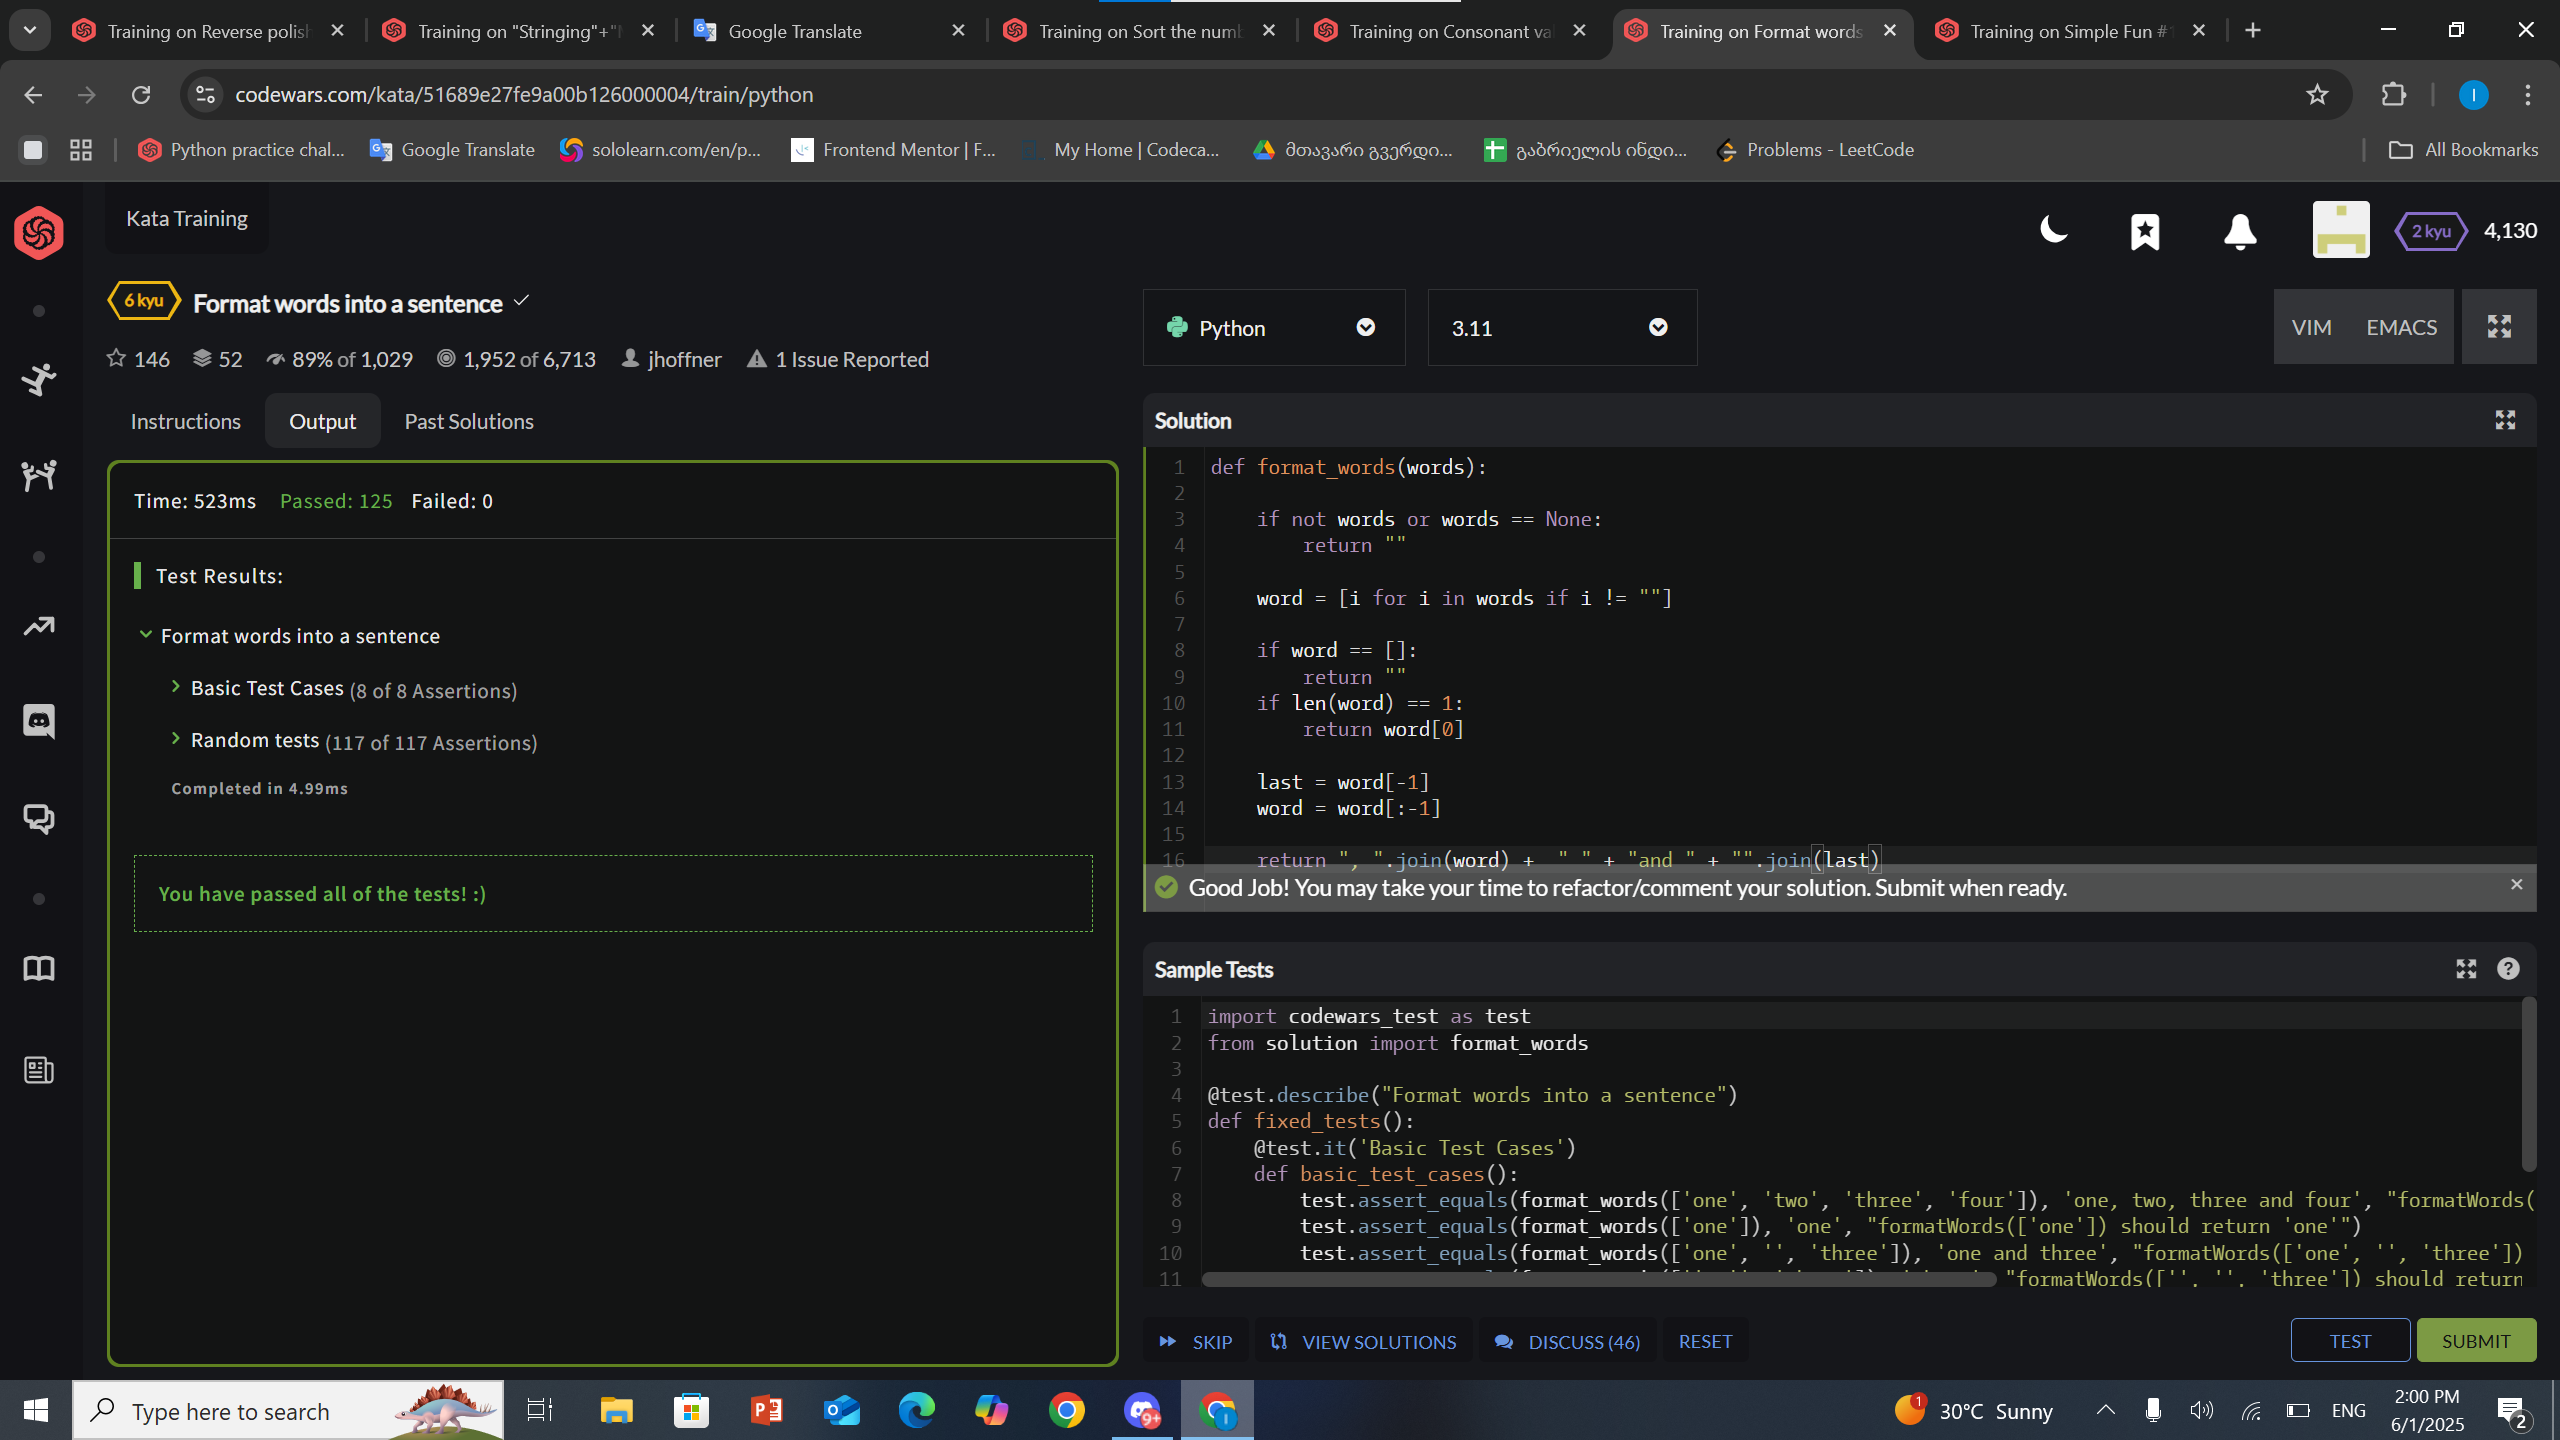 Training on Reverse polish
Training on "Stringing"+"
Google Translate
Training on Sort the numb
Training on Consonant val
Training on Format words
Training on Simple Fun #
codewars.com/kata/51689e27fe9a00b126000004/train/python
I
Python practice chal...
Google Translate
sololearn.com/en/p...
Frontend Mentor | F...
My Home | Codeca...
მთავარი გვერდი...
გაბრიელის ინდი...
Problems - LeetCode
All Bookmarks
Kata Training
2 kyu
4,130
6 kyu
Format words into a sentence
146
52
89% of 1,029
1,952 of 6,713
jhoffner
1 Issue Reported
Instructions
Output
Past Solutions
Time: 523ms Passed: 125 Failed: 0
Test Results:
Format words into a sentence
Basic Test Cases (8 of 8 Assertions)
Random tests (117 of 117 Assertions)
Completed in 4.99ms
You have passed all of the tests! :)
Python
3.11
VIM
EMACS
Solution
1 def format_words(words):
2
3     if not words or words == None:
4         return ""
5
6     word = [i for i in words if i != ""]
7
8     if word == []:
9         return ""
10     if len(word) == 1:
11         return word[0]
12
13     last = word[-1]
14     word = word[:-1]
15
16     return ", ".join(word) +  " " + "and " + "".join(last)
Good Job! You may take your time to refactor/comment your solution. Submit when ready.
Sample Tests
1 import codewars_test as test
2 from solution import format_words
3
4 @test.describe("Format words into a sentence")
5 def fixed_tests():
6     @test.it('Basic Test Cases')
7     def basic_test_cases():
8         test.assert_equals(format_words(['one', 'two', 'three', 'four']), 'one, two, three and four', "formatWords(
9         test.assert_equals(format_words(['one']), 'one', "formatWords(['one']) should return 'one'")
10         test.assert_equals(format_words(['one', '', 'three']), 'one and three', "formatWords(['one', '', 'three'])
11 "formatWords(['', '', 'three']) should return
SKIP
VIEW SOLUTIONS
DISCUSS (46)
RESET
TEST
SUBMIT
Type here to search
9+
1
30°C Sunny
ENG
2:00 PM
6/1/2025
2